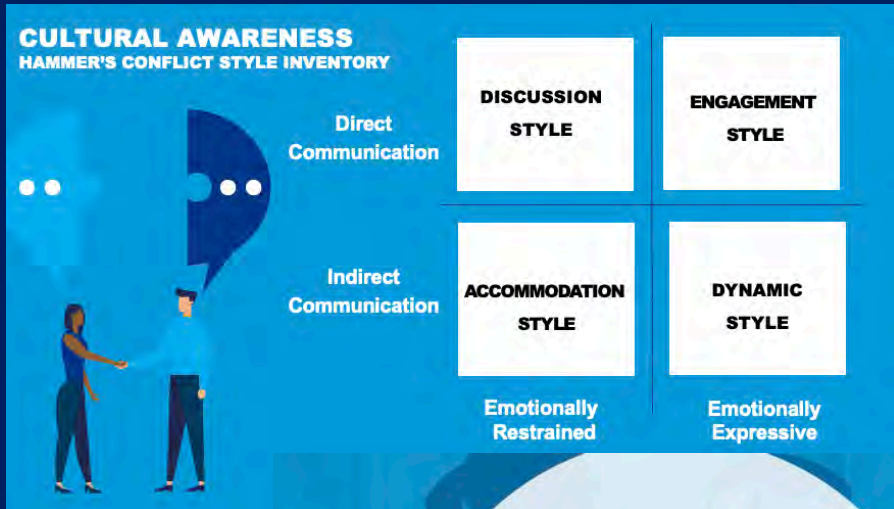 CULTURAL AWARENESS
HAMMER'S CONFLICT STYLE INVENTORY
Direct
Communication
DISCUSSION
STYLE
ENGAGEMENT
STYLE
Indirect
Communication
ACCOMMODATION
STYLE
DYNAMIC
STYLE
Emotionally
Restrained
Emotionally
Expressive